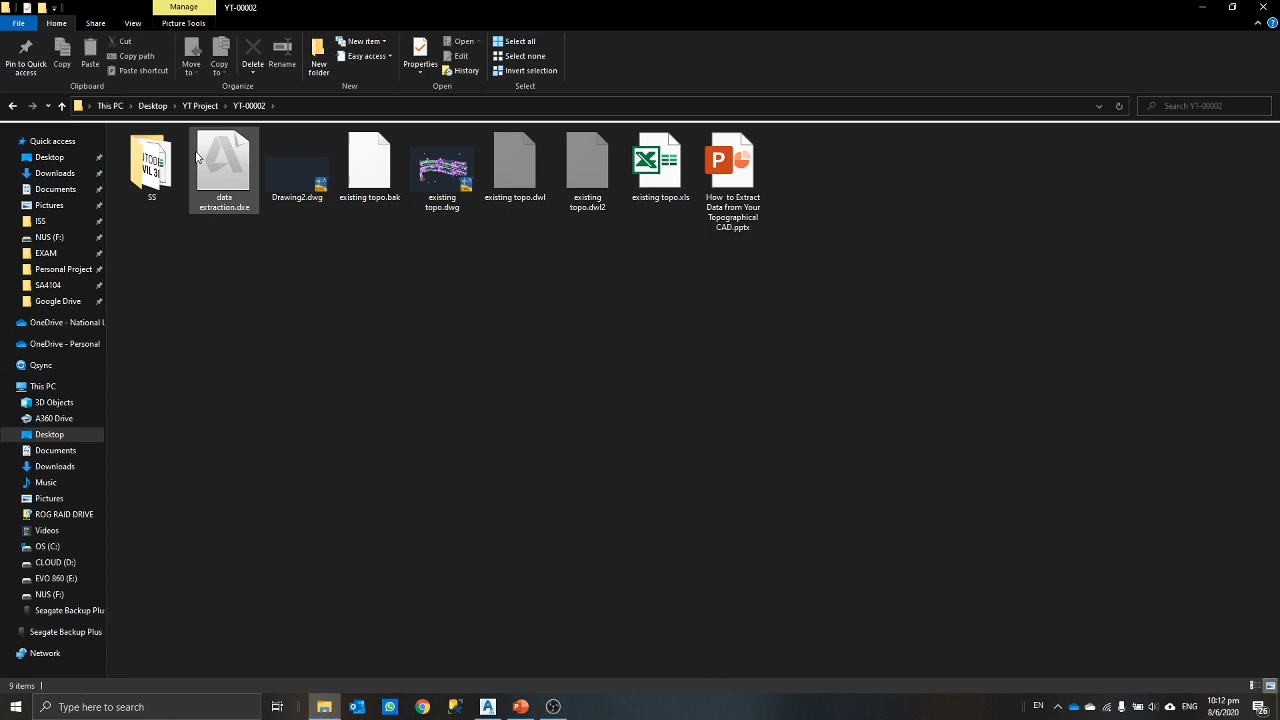 Manage
YT-00002
File
Home
Share
View
Picture Tools
Pin to Quick
access
Copy
Paste
Cut
Copy path
Paste shortcut
Clipboard
Move
to
Copy
to
Delete
Rename
Organize
New
folder
New item
Easy access
New
Properties
Open
Edit
History
Open
Select all
Select none
Invert selection
Select
This PC
Desktop
YT Project
YT-00002
Search YT-00002
Quick access
Desktop
Downloads
Documents
Pictures
ISS
NUS (F:)
EXAM
Personal Project
SA4104
Google Drive
OneDrive - National U
OneDrive - Personal
Qsync
This PC
3D Objects
A360 Drive
Desktop
Documents
Downloads
Music
Pictures
ROG RAID DRIVE
Videos
OS (C:)
CLOUD (D:)
EVO 860 (E:)
NUS (F:)
Seagate Backup Plu
Seagate Backup Plus
Network
SS
data
extraction.dxe
Drawing2.dwg
existing topo.bak
existing
topo.dwg
existing topo.dwl
existing
topo.dwl2
existing topo.xls
How to Extract
Data from Your
Topographical
CAD.pptx
9 items
Type here to search
EN
ENG
10:12 pm
8/6/2020
26